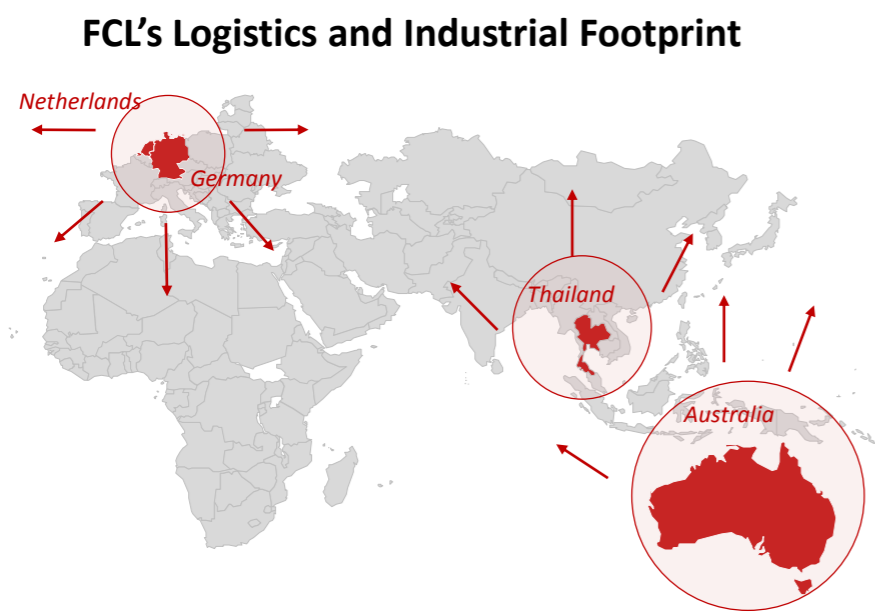 FCL’s Logistics and Industrial Footprint
Netherlands
Germany
Thailand
Australia